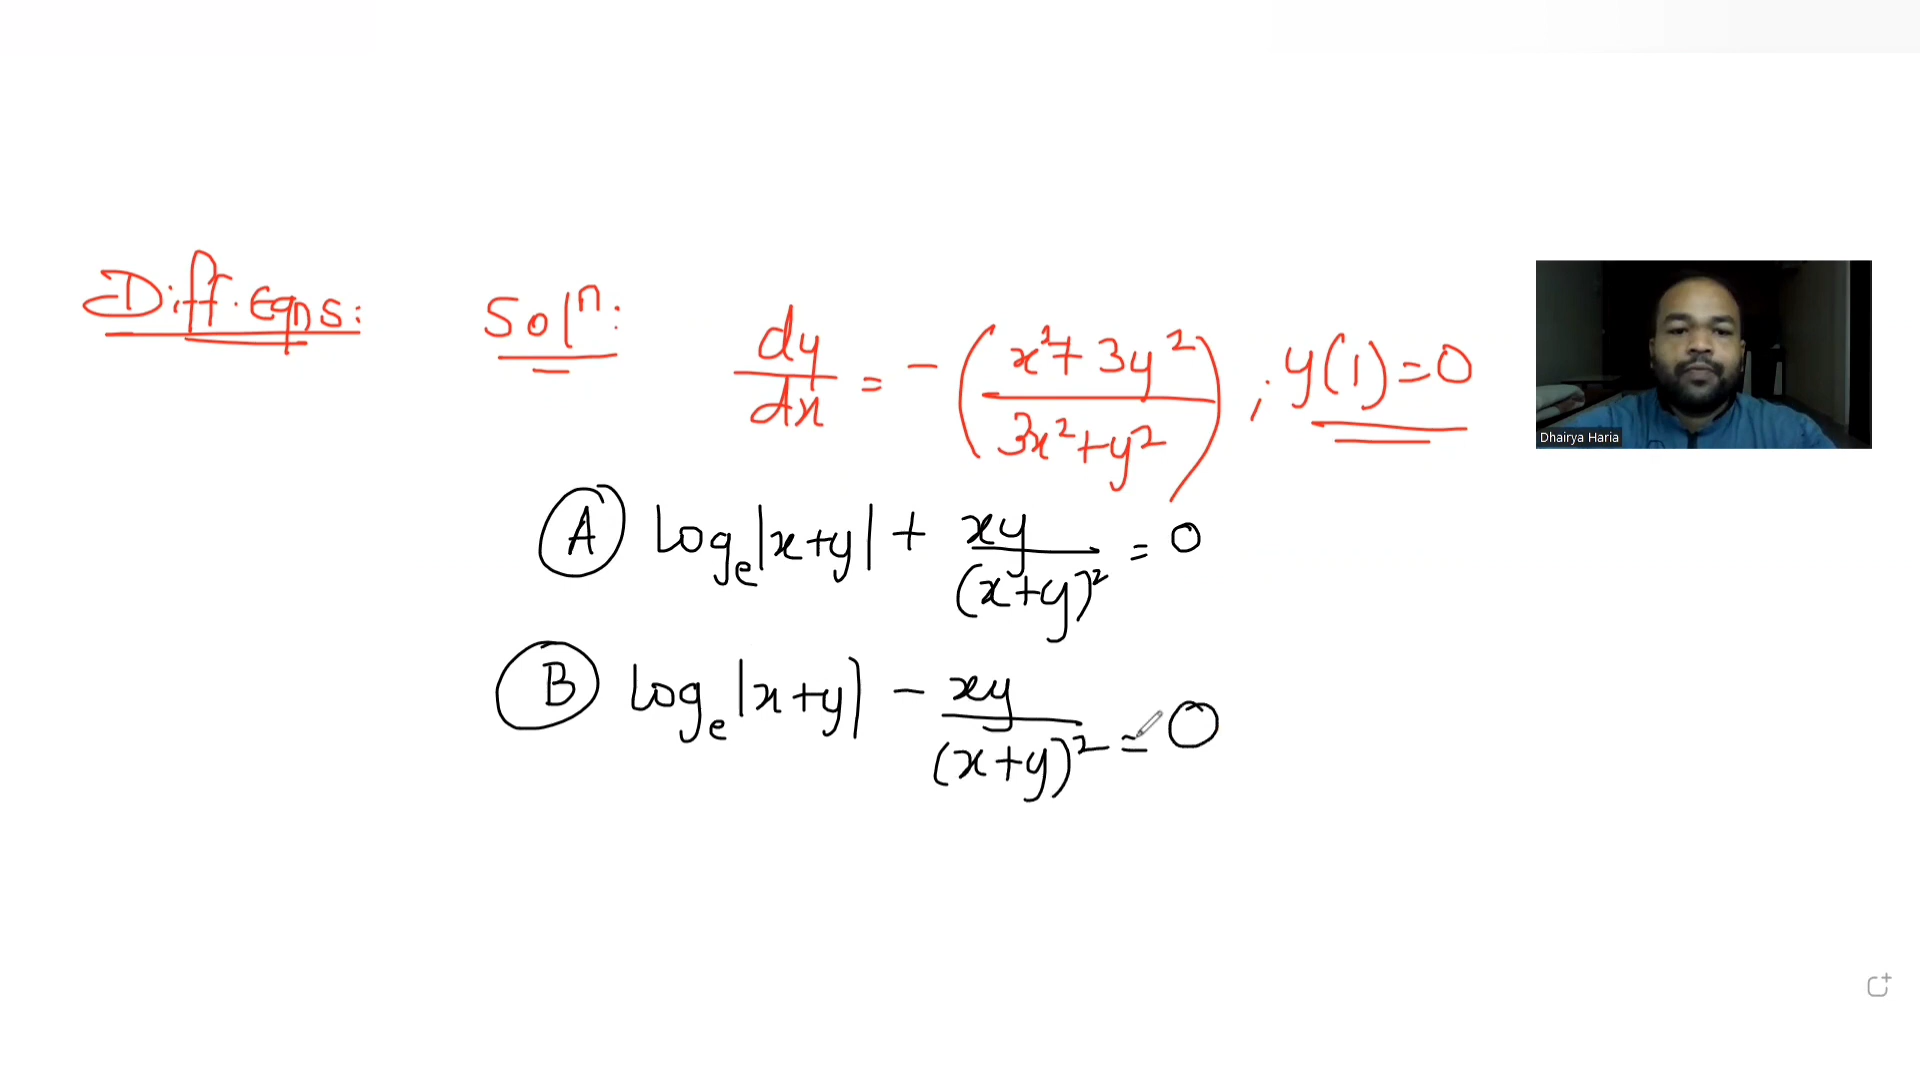 Diff. Eqns: Solⁿ: dy/dx = - (x²+3y²/3x²+y²) ; y(1)=0
Dhairya Haria
(A) Logₑ|x+y| + xy/(x+y)² = 0
(B) Logₑ|x+y| - xy/(x+y)² = 0